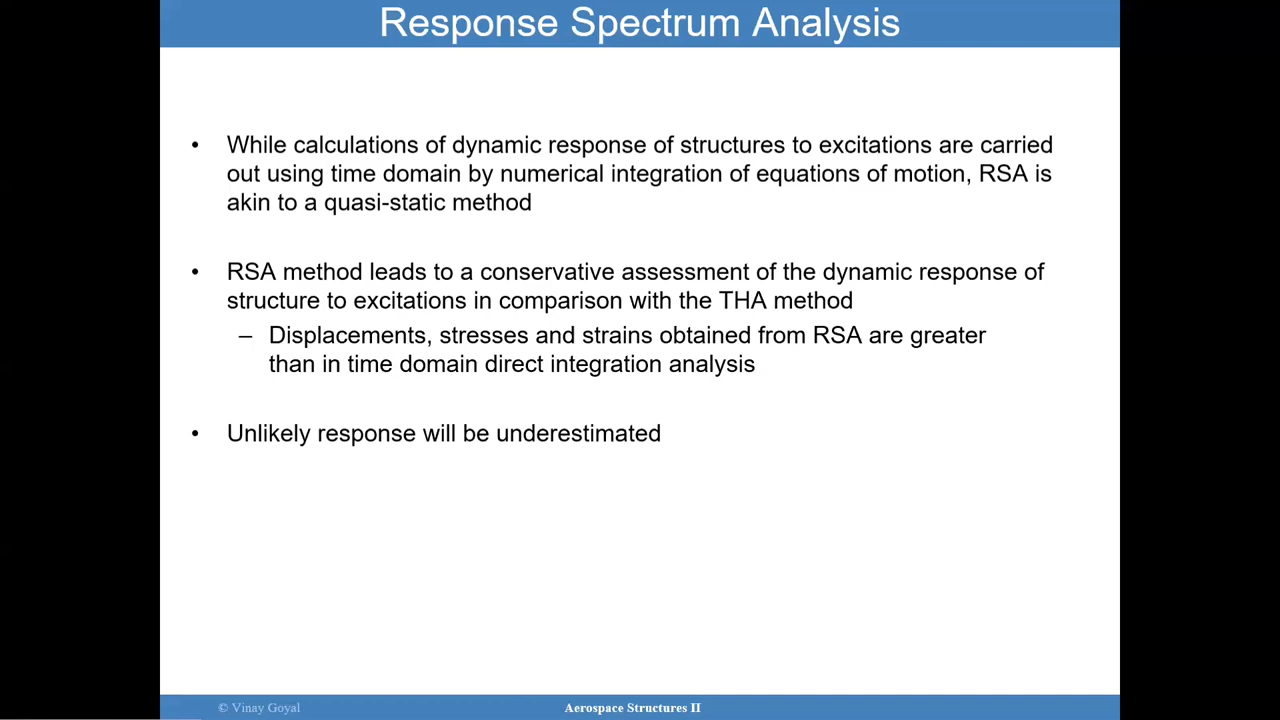 Response Spectrum Analysis
• While calculations of dynamic response of structures to excitations are carried
out using time domain by numerical integration of equations of motion, RSA is
akin to a quasi-static method
• RSA method leads to a conservative assessment of the dynamic response of
structure to excitations in comparison with the THA method
– Displacements, stresses and strains obtained from RSA are greater
than in time domain direct integration analysis
• Unlikely response will be underestimated
© Vinay Goyal
Aerospace Structures II